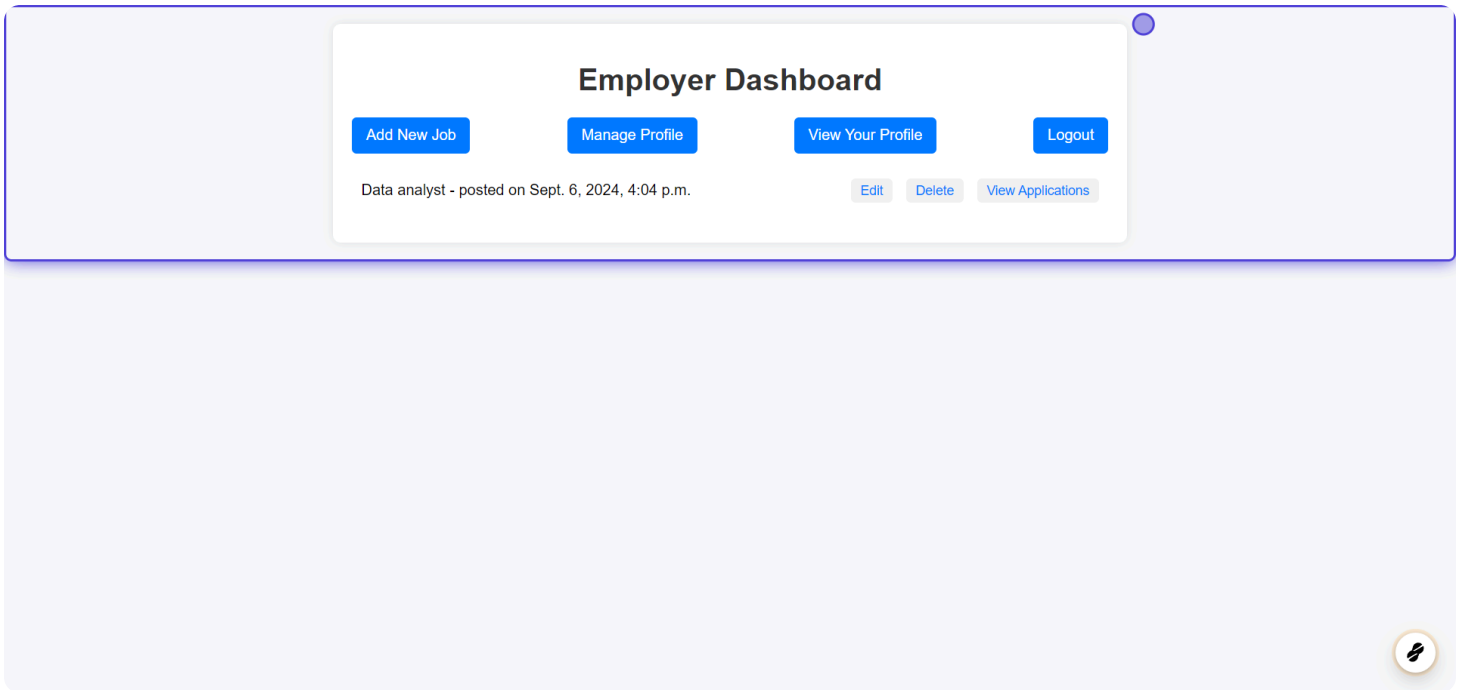 Employer Dashboard
Add New Job Manage Profile View Your Profile Logout
Data analyst - posted on Sept. 6, 2024, 4:04 p.m. Edit Delete View Applications